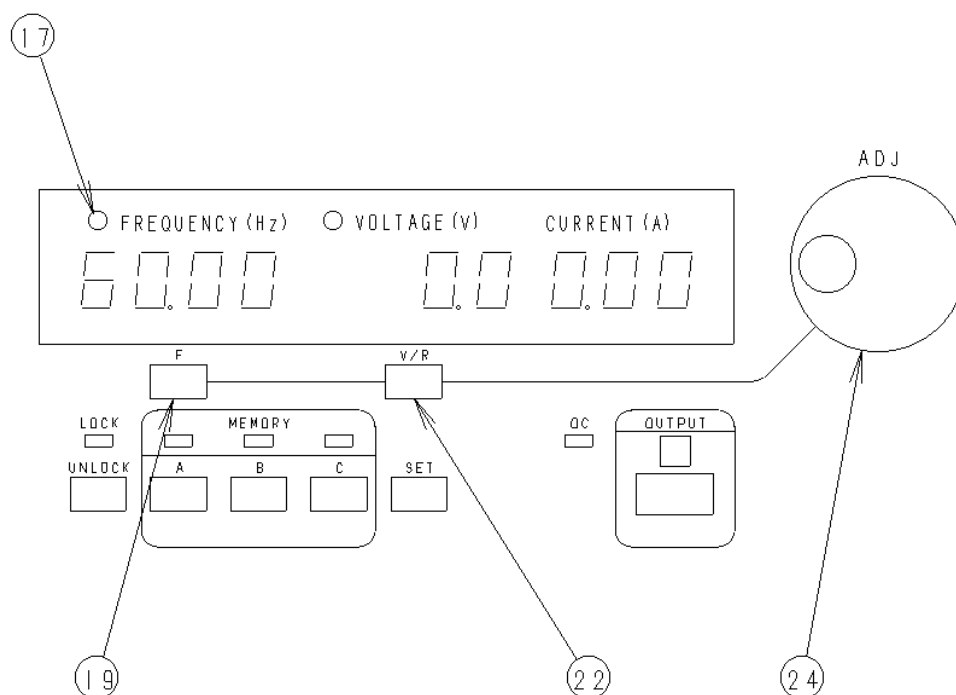 17
ADJ
FREQUENCY (Hz) VOLTAGE (V) CURRENT (A)
60.00 0.0 0.00
F V/R
LOCK MEMORY OC OUTPUT
UNLOCK A B C SET
19 22 24